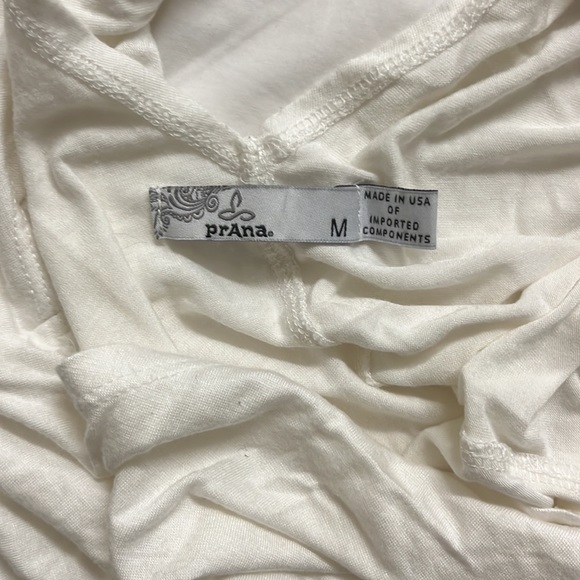 prAna
M
MADE IN USA
OF
IMPORTED
COMPONENTS